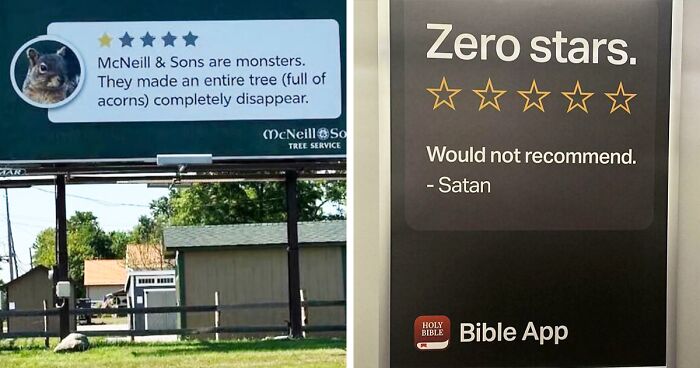 McNeill & Sons are monsters.
They made an entire tree (full of
acorns) completely disappear.
McNeill So
TREE SERVICE
MAR
Zero stars.
Would not recommend.
- Satan
HOLY
BIBLE
Bible App